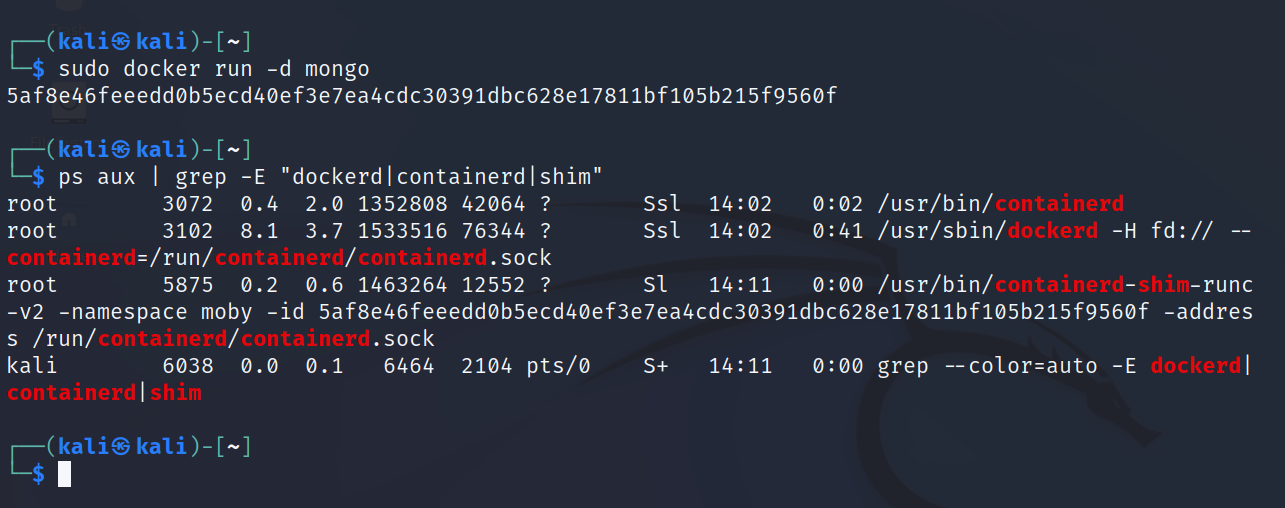 ┌──(kali㉿kali)-[~]
└─$ sudo docker run -d mongo
5af8e46feeedd0b5ecd40ef3e7ea4cdc30391dbc628e17811bf105b215f9560f
┌──(kali㉿kali)-[~]
└─$ ps aux | grep -E "dockerd|containerd|shim"
root        3072  0.4  2.0 1352808 42064 ?       Ssl  14:02   0:02 /usr/bin/containerd
root        3102  8.1  3.7 1533516 76344 ?       Ssl  14:02   0:41 /usr/sbin/dockerd -H fd:// --
containerd=/run/containerd/containerd.sock
root        5875  0.2  0.6 1463264 12552 ?       Sl   14:11   0:00 /usr/bin/containerd-shim-runc
-v2 -namespace moby -id 5af8e46feeedd0b5ecd40ef3e7ea4cdc30391dbc628e17811bf105b215f9560f -addres
s /run/containerd/containerd.sock
kali        6038  0.0  0.1   6464  2104 pts/0    S+   14:11   0:00 grep --color=auto -E dockerd|
containerd|shim
┌──(kali㉿kali)-[~]
└─$